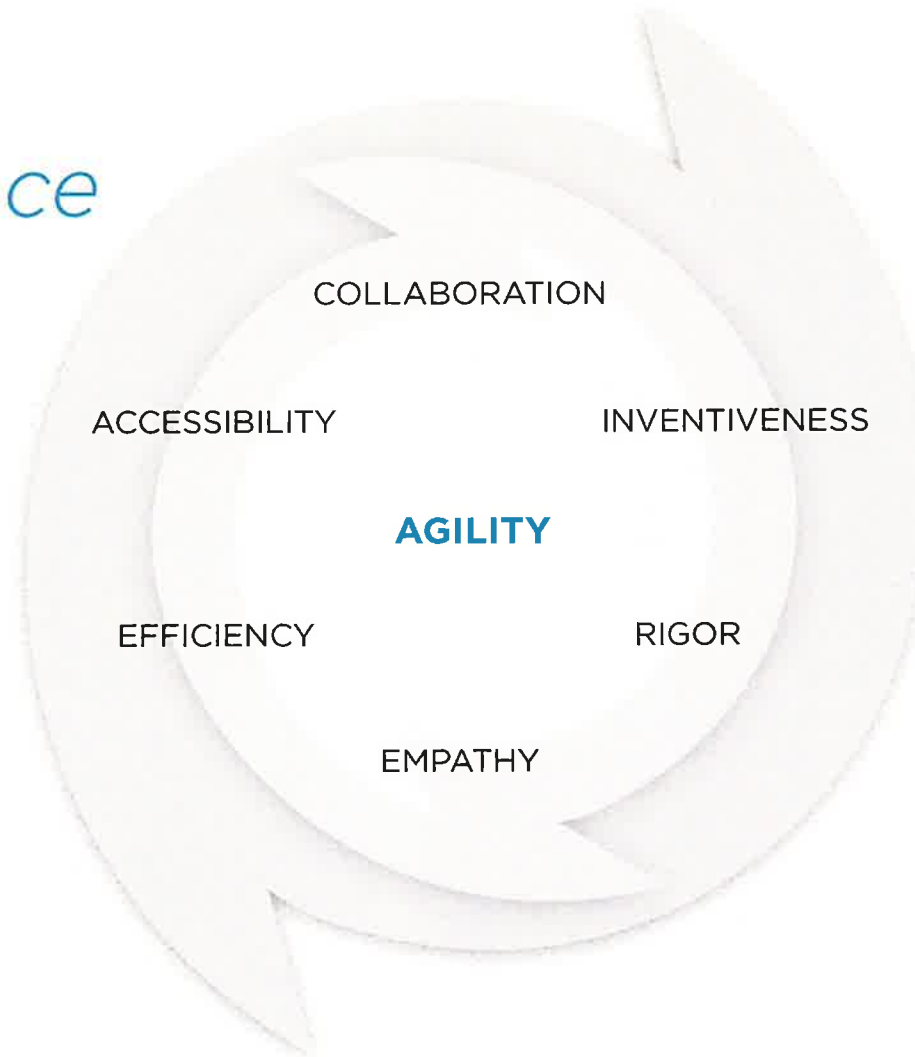 ce
COLLABORATION
ACCESSIBILITY INVENTIVENESS
AGILITY
EFFICIENCY RIGOR
EMPATHY